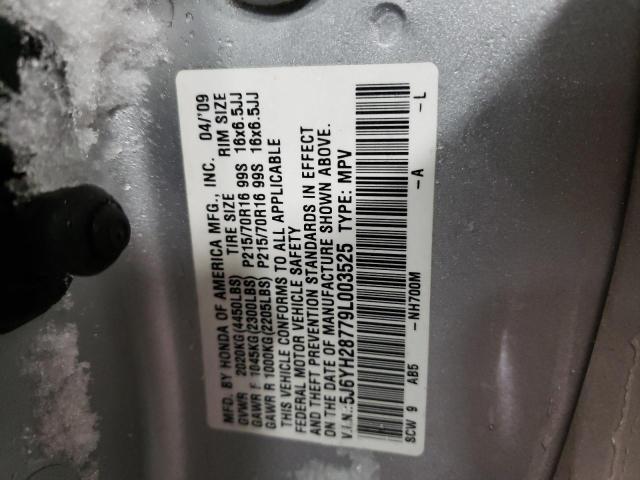 MFD. BY HONDA OF AMERICA MFG., INC. 04/'09
GVWR 2020KG(4450LBS) TIRE SIZE RIM SIZE
GAWR F 1045KG(2300LBS) P215/70R16 99S 16x6.5JJ
GAWR R 1000KG(2205LBS) P215/70R16 99S 16x6.5JJ
THIS VEHICLE CONFORMS TO ALL APPLICABLE
FEDERAL MOTOR VEHICLE SAFETY
AND THEFT PREVENTION STANDARDS IN EFFECT
ON THE DATE OF MANUFACTURE SHOWN ABOVE.
V.I.N.:5J6YH28779L003525 TYPE: MPV
SCW 9 AB5 -NH700M -A -L